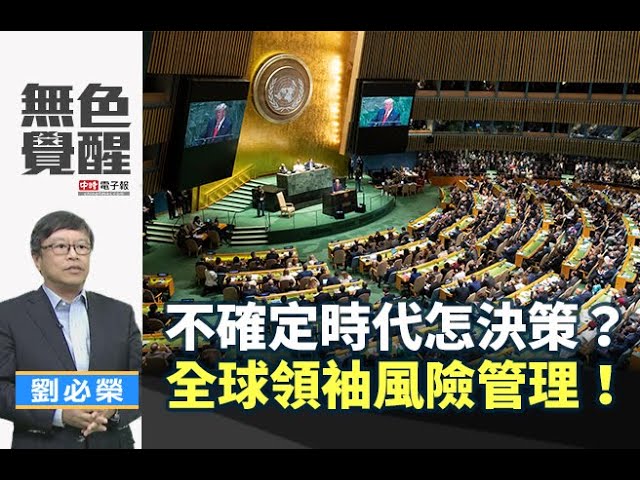 無色
覺醒
中時 電子報
劉必榮
不確定時代怎決策？
全球領袖風險管理！